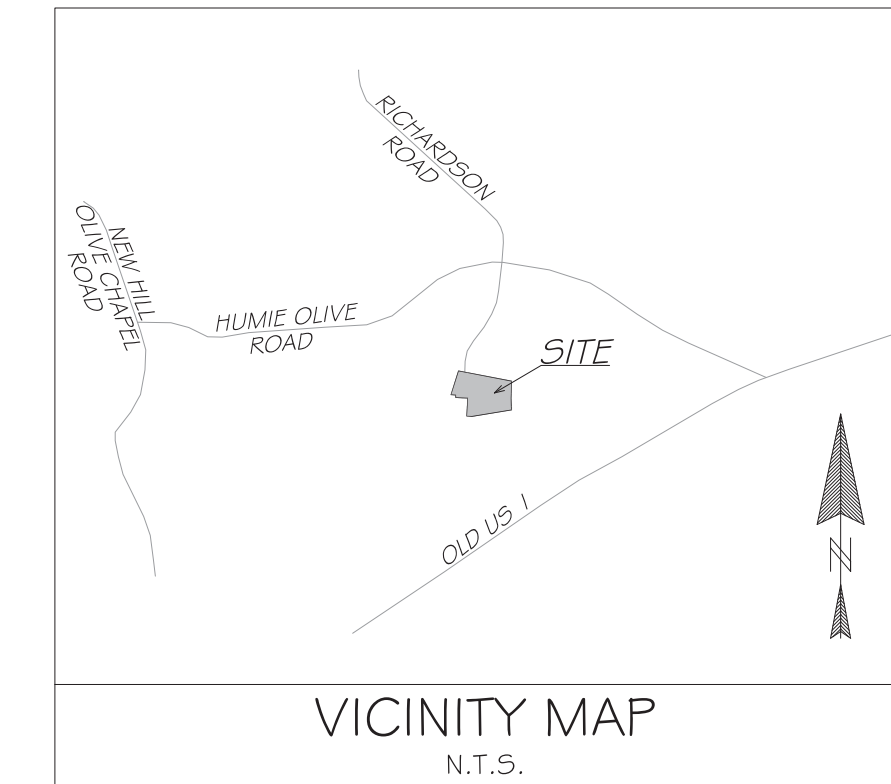 RICHARDSON
ROAD
NEW HILL
OLIVE CHAPEL
ROAD
HUMIE OLIVE
ROAD
SITE
OLD US 1
N
VICINITY MAP
N.T.S.